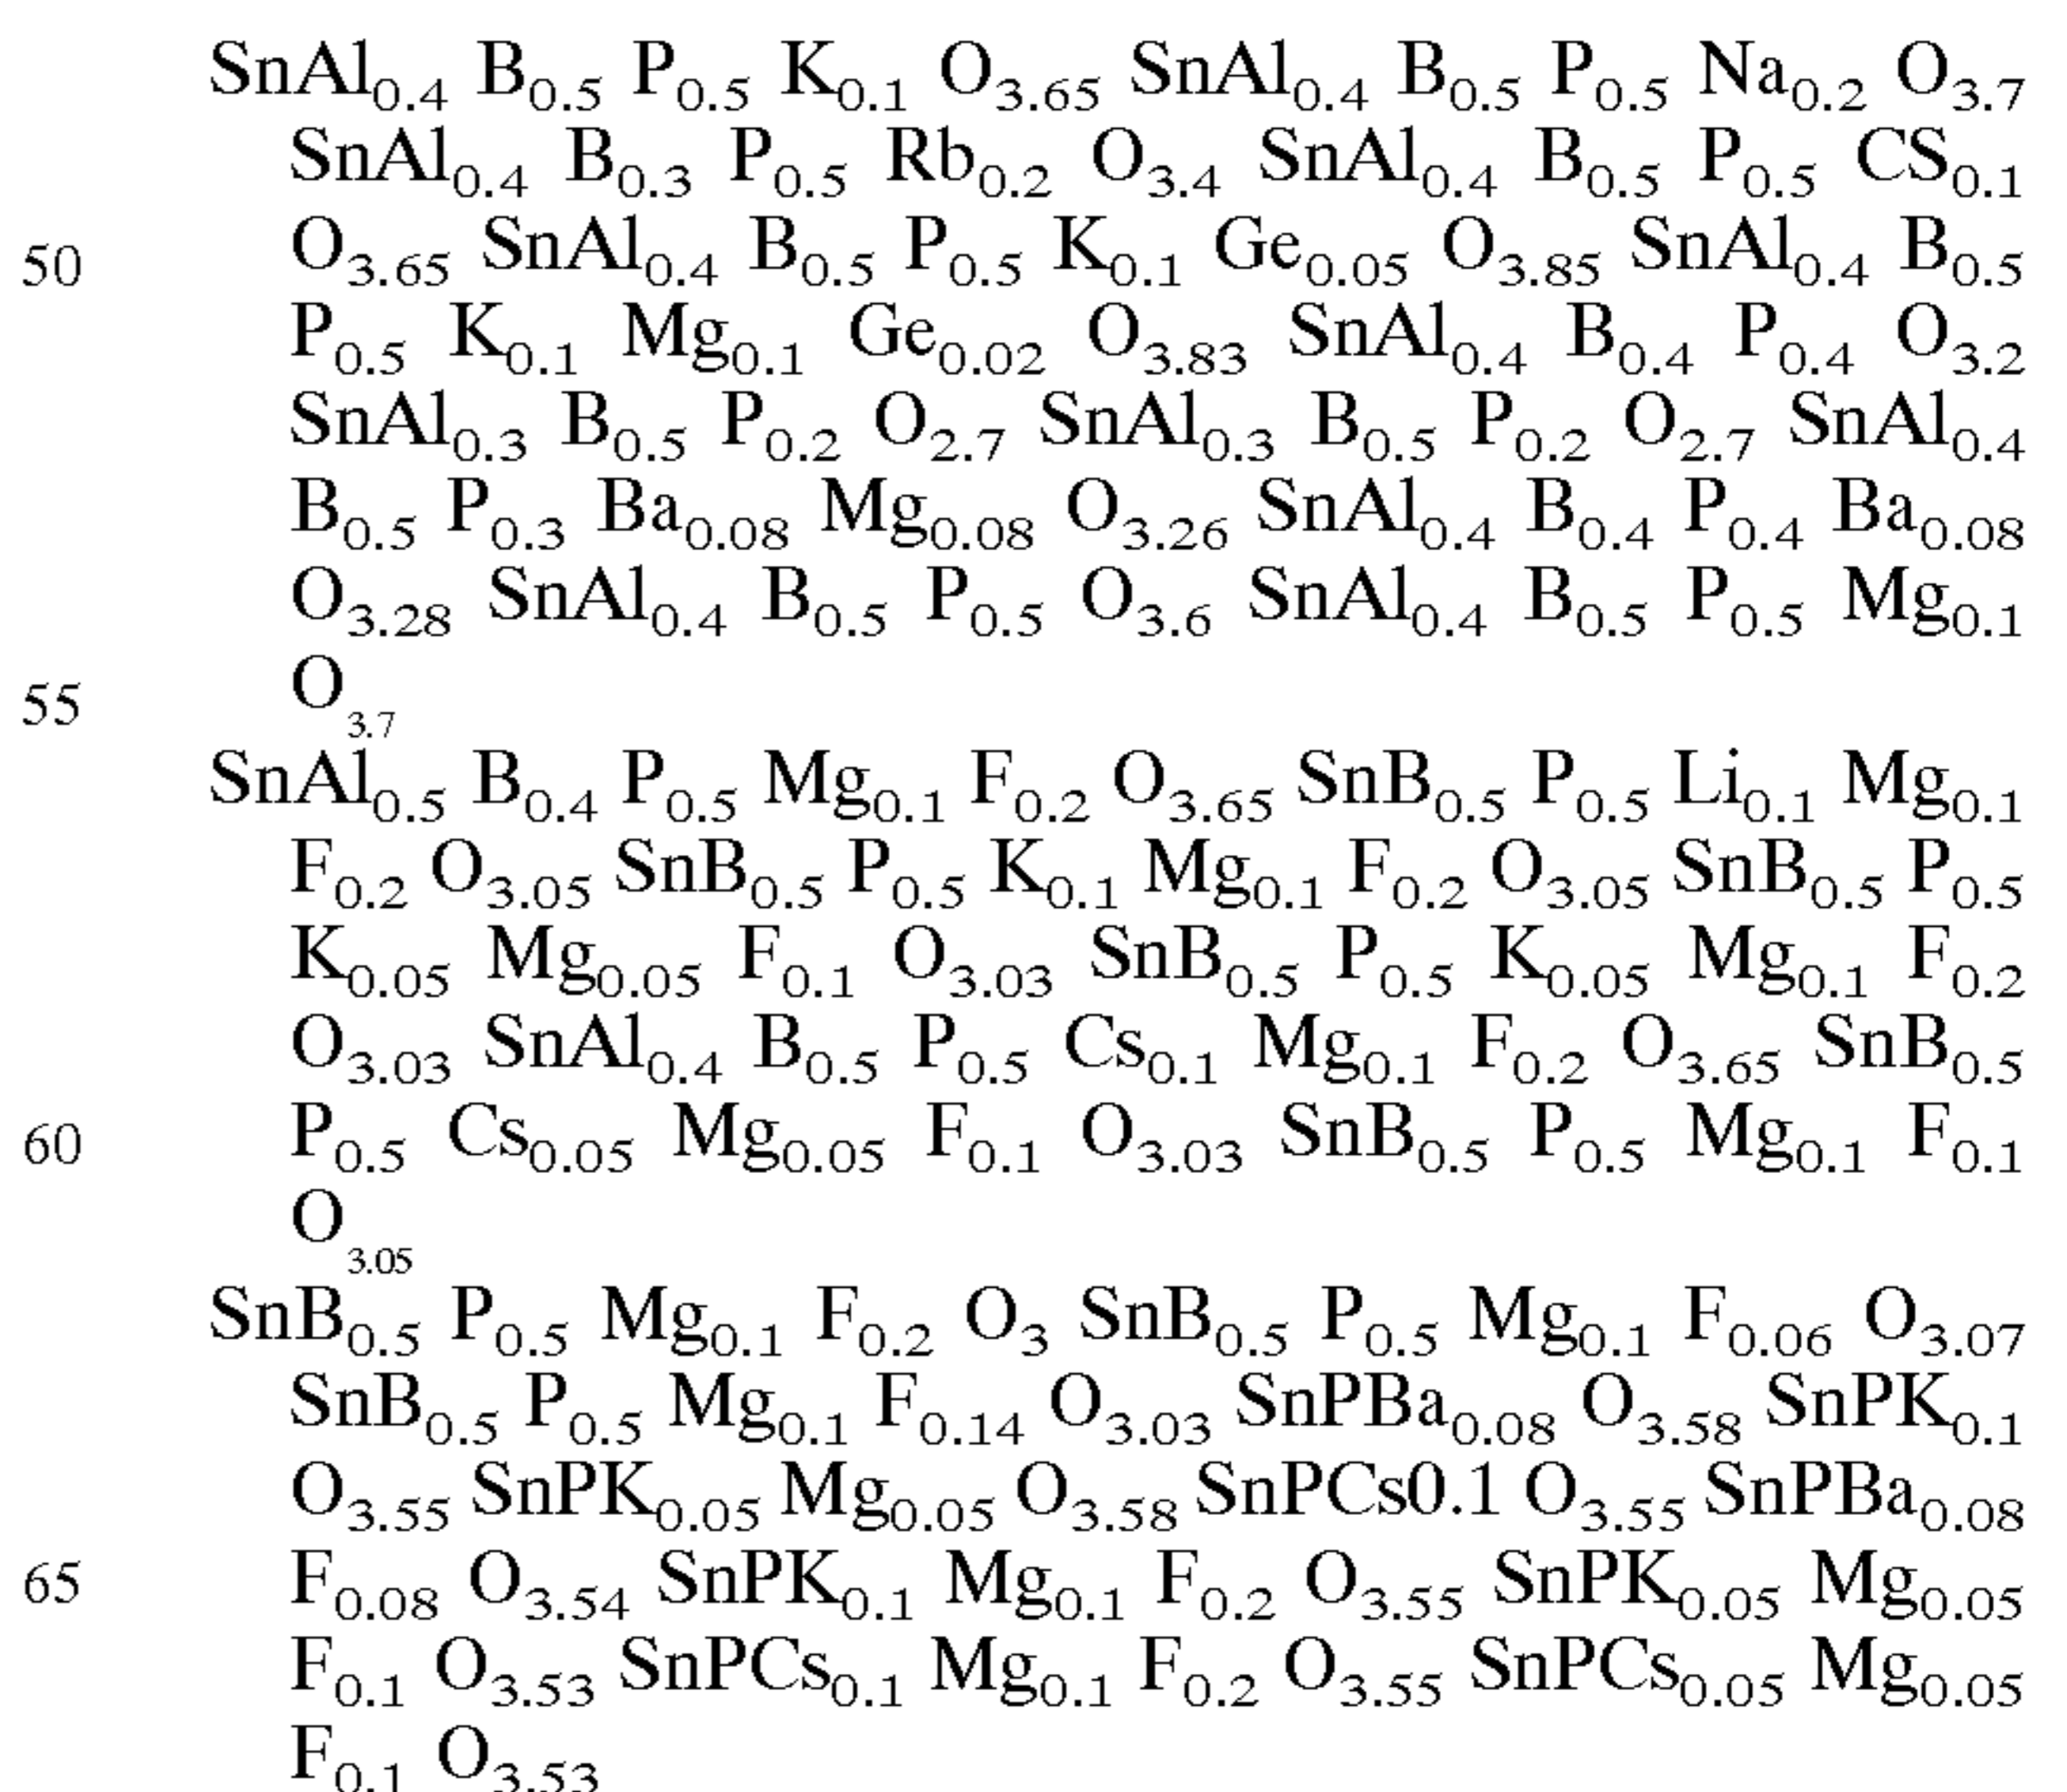 SnAl0.4 B0.5 P0.5 K0.1 O3.65 SnAl0.4 B0.5 P0.5 Na0.2 O3.7
SnAl0.4 B0.3 P0.5 Rb0.2 O3.4 SnAl0.4 B0.5 P0.5 CS0.1
50 O3.65 SnAl0.4 B0.5 P0.5 K0.1 Ge0.05 O3.85 SnAl0.4 B0.5
P0.5 K0.1 Mg0.1 Ge0.02 O3.83 SnAl0.4 B0.4 P0.4 O3.2
SnAl0.3 B0.5 P0.2 O2.7 SnAl0.3 B0.5 P0.2 O2.7 SnAl0.4
B0.5 P0.3 Ba0.08 Mg0.08 O3.26 SnAl0.4 B0.4 P0.4 Ba0.08
O3.28 SnAl0.4 B0.5 P0.5 O3.6 SnAl0.4 B0.5 P0.5 Mg0.1
55 O3.7
SnAl0.5 B0.4 P0.5 Mg0.1 F0.2 O3.65 SnB0.5 P0.5 Li0.1 Mg0.1
F0.2 O3.05 SnB0.5 P0.5 K0.1 Mg0.1 F0.2 O3.05 SnB0.5 P0.5
K0.05 Mg0.05 F0.1 O3.03 SnB0.5 P0.5 K0.05 Mg0.1 F0.2
O3.03 SnAl0.4 B0.5 P0.5 Cs0.1 Mg0.1 F0.2 O3.65 SnB0.5
60 P0.5 Cs0.05 Mg0.05 F0.1 O3.03 SnB0.5 P0.5 Mg0.1 F0.1
O3.05
SnB0.5 P0.5 Mg0.1 F0.2 O3 SnB0.5 P0.5 Mg0.1 F0.06 O3.07
SnB0.5 P0.5 Mg0.1 F0.14 O3.03 SnPBa0.08 O3.58 SnPK0.1
O3.55 SnPK0.05 Mg0.05 O3.58 SnPCs0.1 O3.55 SnPBa0.08
65 F0.08 O3.54 SnPK0.1 Mg0.1 F0.2 O3.55 SnPK0.05 Mg0.05
F0.1 O3.53 SnPCs0.1 Mg0.1 F0.2 O3.55 SnPCs0.05 Mg0.05
F0.1 O3.53